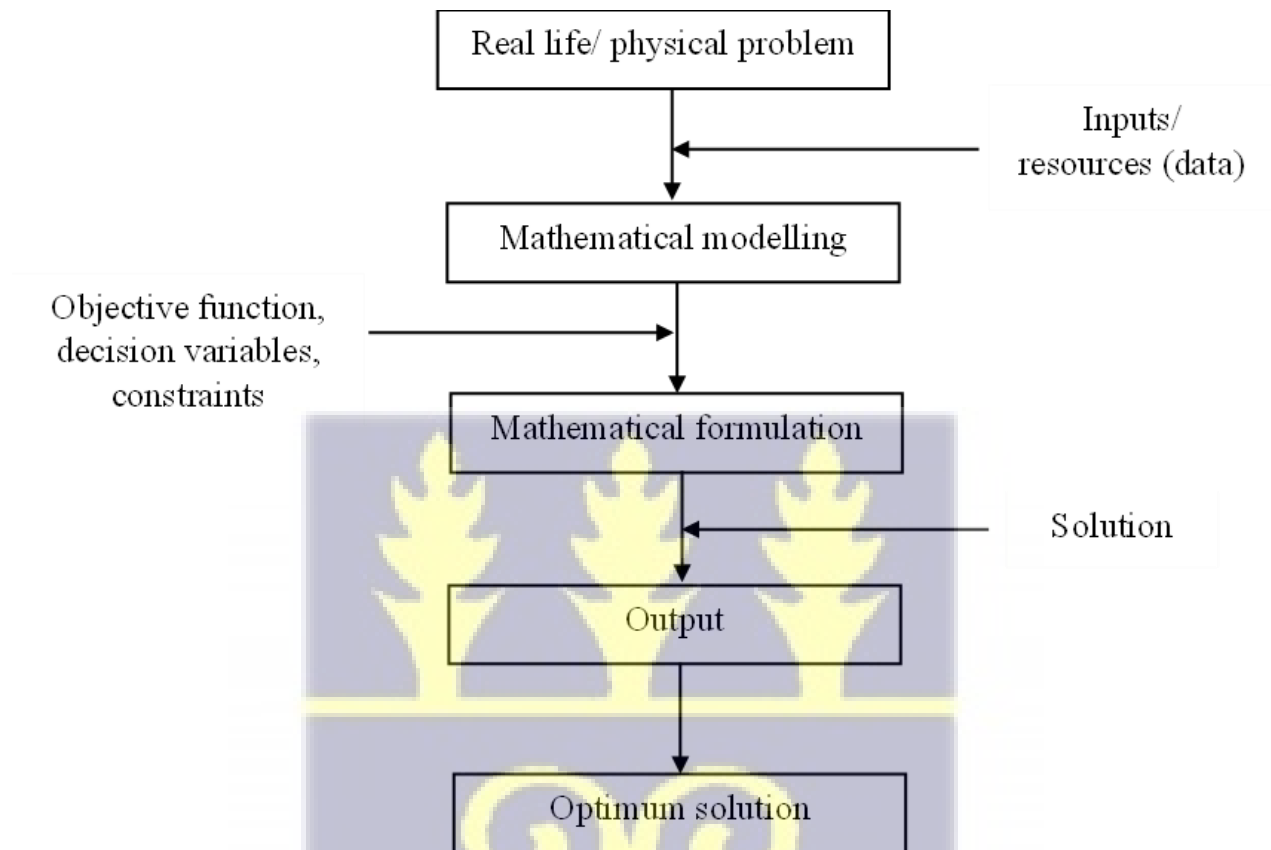 Real life/ physical problem
Inputs/
resources (data)
Mathematical modelling
Objective function,
decision variables,
constraints
Mathematical formulation
Solution
Output
Optimum solution